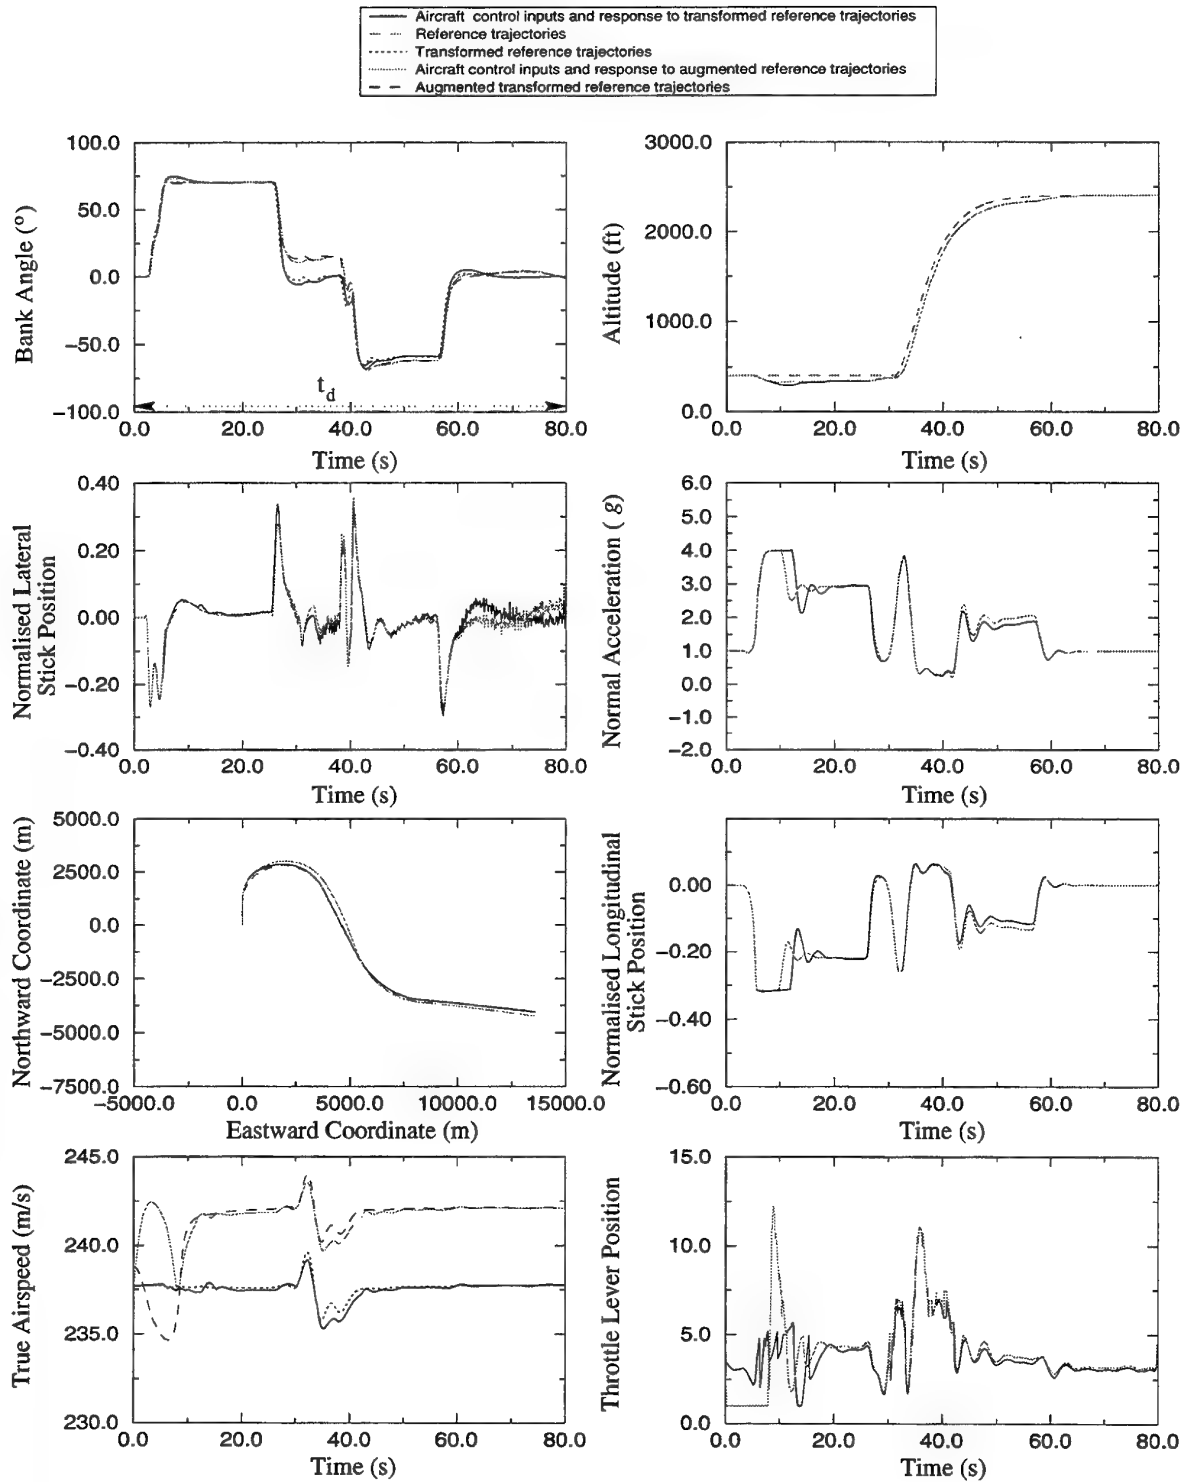 Aircraft control inputs and response to transformed reference trajectories
Reference trajectories
Transformed reference trajectories
Aircraft control inputs and response to augmented reference trajectories
Augmented transformed reference trajectories
100.0
50.0
0.0
−50.0
−100.0
Bank Angle (º)
t_d
0.0 20.0 40.0 60.0 80.0
Time (s)
3000.0
2000.0
1000.0
0.0
Altitude (ft)
0.0 20.0 40.0 60.0 80.0
Time (s)
0.40
0.20
0.00
−0.20
−0.40
Normalised Lateral
Stick Position
0.0 20.0 40.0 60.0 80.0
Time (s)
6.0
5.0
4.0
3.0
2.0
1.0
0.0
−1.0
−2.0
Normal Acceleration ( g)
0.0 20.0 40.0 60.0 80.0
Time (s)
5000.0
2500.0
0.0
−2500.0
−5000.0
−7500.0
Northward Coordinate (m)
−5000.0 0.0 5000.0 10000.0 15000.0
Eastward Coordinate (m)
0.00
−0.20
−0.40
−0.60
Normalised Longitudinal
Stick Position
0.0 20.0 40.0 60.0 80.0
Time (s)
245.0
240.0
235.0
230.0
True Airspeed (m/s)
0.0 20.0 40.0 60.0 80.0
Time (s)
15.0
10.0
5.0
0.0
Throttle Lever Position
0.0 20.0 40.0 60.0 80.0
Time (s)